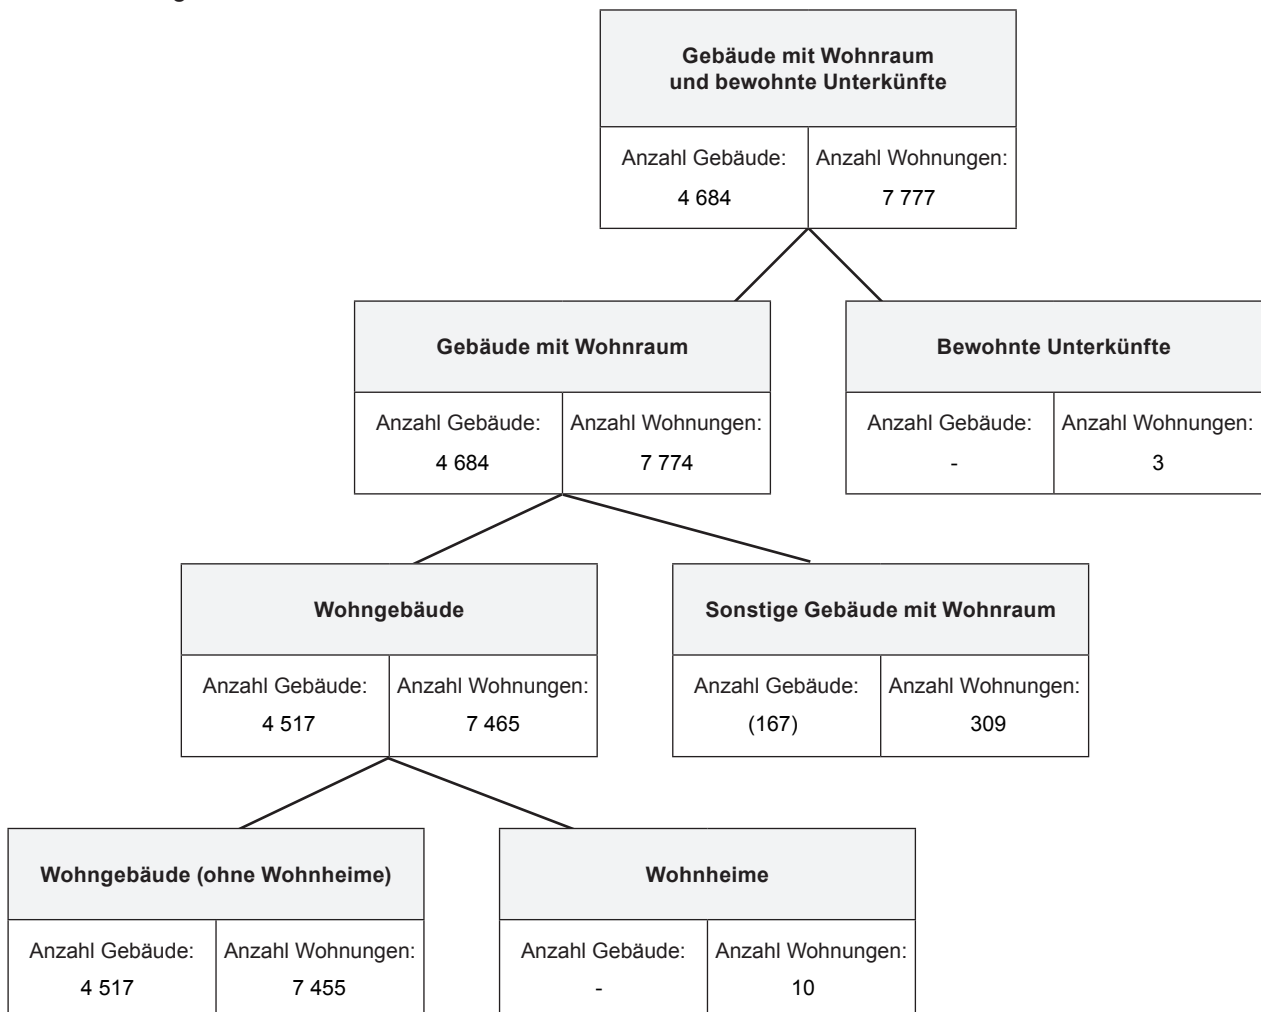 Gebäude mit Wohnraum
und bewohnte Unterkünfte
Anzahl Gebäude: Anzahl Wohnungen:
4 684 7 777
Gebäude mit Wohnraum
Anzahl Gebäude: Anzahl Wohnungen:
4 684 7 774
Bewohnte Unterkünfte
Anzahl Gebäude: Anzahl Wohnungen:
- 3
Wohngebäude
Anzahl Gebäude: Anzahl Wohnungen:
4 517 7 465
Sonstige Gebäude mit Wohnraum
Anzahl Gebäude: Anzahl Wohnungen:
(167) 309
Wohngebäude (ohne Wohnheime)
Anzahl Gebäude: Anzahl Wohnungen:
4 517 7 455
Wohnheime
Anzahl Gebäude: Anzahl Wohnungen:
- 10